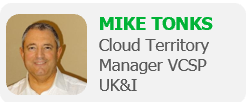 MIKE TONKS
Cloud Territory
Manager VCSP
UK&I